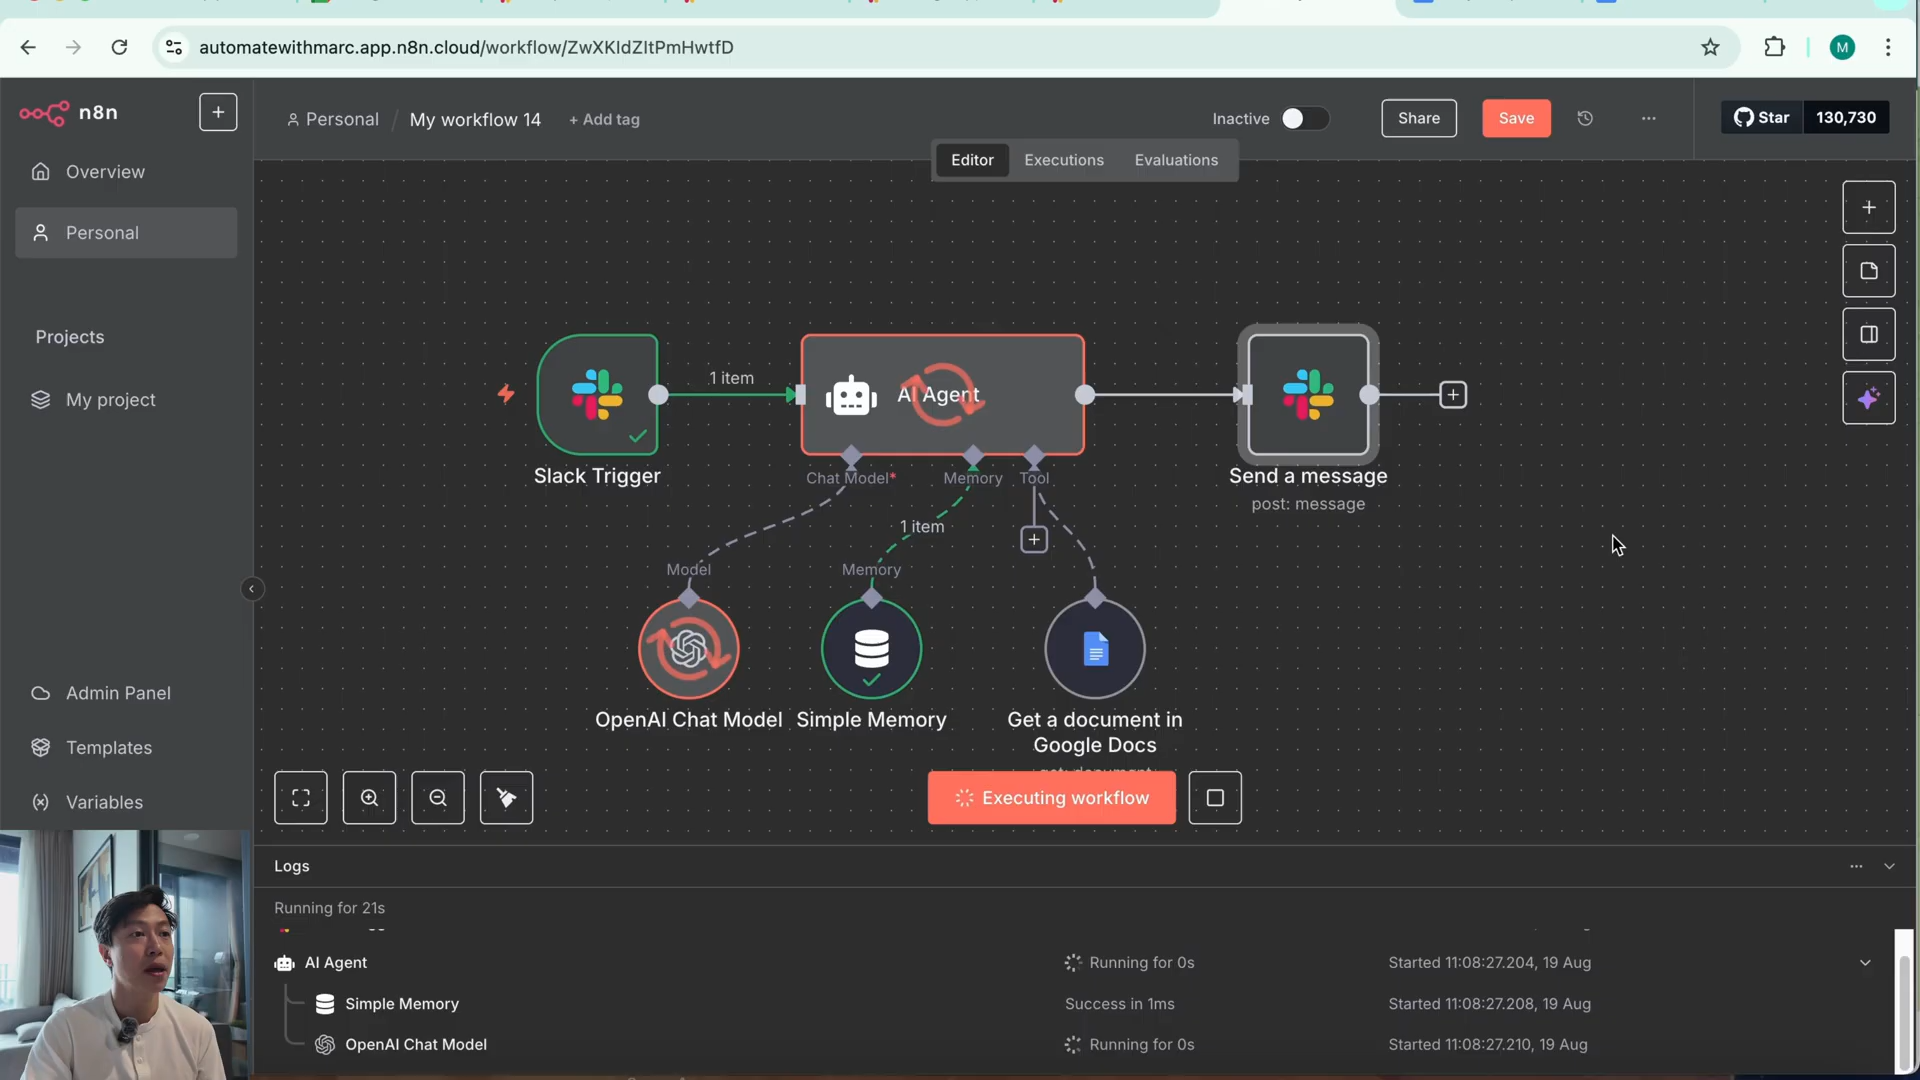 automatewithmarc.app.n8n.cloud/workflow/ZwXKIdZItPmHwtfD
M
n8n
Personal / My workflow 14 + Add tag
Inactive
Share
Save
Star 130,730
Editor Executions Evaluations
Overview
Personal
Projects
My project
Admin Panel
Templates
Variables
1 item
AI Agent
Slack Trigger
Chat Model* Memory Tool
Send a message
post: message
1 item
Model
Memory
OpenAI Chat Model
Simple Memory
Get a document in
Google Docs
Executing workflow
Logs
Running for 21s
AI Agent Running for 0s Started 11:08:27.204, 19 Aug
Simple Memory Success in 1ms Started 11:08:27.208, 19 Aug
OpenAI Chat Model Running for 0s Started 11:08:27.210, 19 Aug